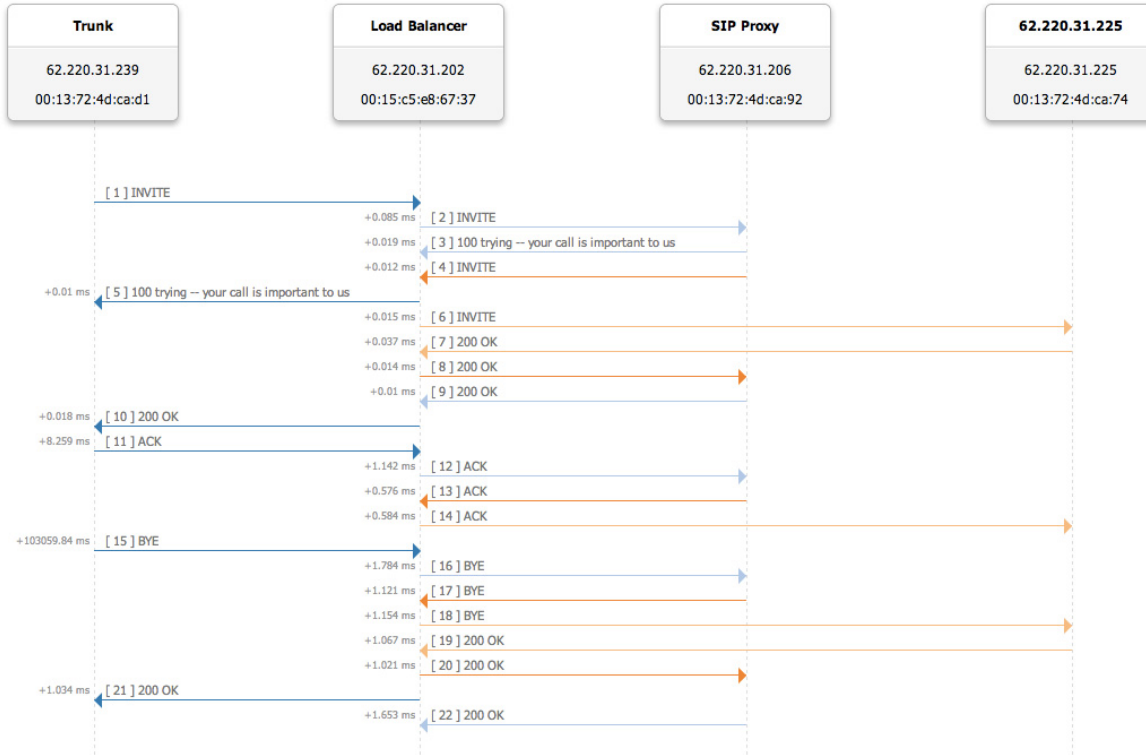 Trunk
62.220.31.239
00:13:72:4d:ca:d1
Load Balancer
62.220.31.202
00:15:c5:e8:67:37
SIP Proxy
62.220.31.206
00:13:72:4d:ca:92
62.220.31.225
62.220.31.225
00:13:72:4d:ca:74
[ 1 ] INVITE
+0.085 ms [ 2 ] INVITE
+0.019 ms [ 3 ] 100 trying -- your call is important to us
+0.012 ms [ 4 ] INVITE
+0.01 ms [ 5 ] 100 trying -- your call is important to us
+0.015 ms [ 6 ] INVITE
+0.037 ms [ 7 ] 200 OK
+0.014 ms [ 8 ] 200 OK
+0.01 ms [ 9 ] 200 OK
+0.018 ms [ 10 ] 200 OK
+8.259 ms [ 11 ] ACK
+1.142 ms [ 12 ] ACK
+0.576 ms [ 13 ] ACK
+0.584 ms [ 14 ] ACK
+103059.84 ms [ 15 ] BYE
+1.784 ms [ 16 ] BYE
+1.121 ms [ 17 ] BYE
+1.154 ms [ 18 ] BYE
+1.067 ms [ 19 ] 200 OK
+1.021 ms [ 20 ] 200 OK
+1.034 ms [ 21 ] 200 OK
+1.653 ms [ 22 ] 200 OK